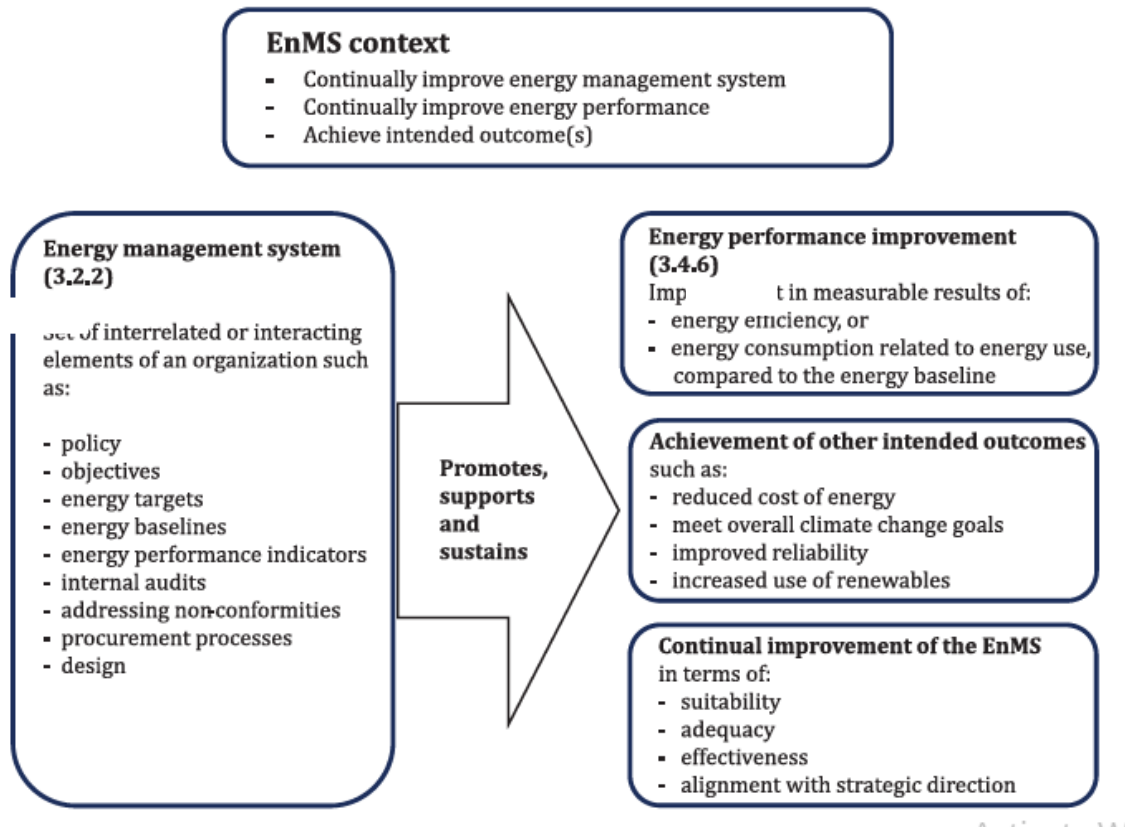 EnMS context
- Continually improve energy management system
- Continually improve energy performance
- Achieve intended outcome(s)
Energy management system
(3.2.2)
of interrelated or interacting
elements of an organization such
as:
- policy
- objectives
- energy targets
- energy baselines
- energy performance indicators
- internal audits
- addressing non-conformities
- procurement processes
- design
Promotes,
supports
and
sustains
Energy performance improvement
(3.4.6)
Imp t in measurable results of:
- energy efficiency, or
- energy consumption related to energy use,
compared to the energy baseline
Achievement of other intended outcomes
such as:
- reduced cost of energy
- meet overall climate change goals
- improved reliability
- increased use of renewables
Continual improvement of the EnMS
in terms of:
- suitability
- adequacy
- effectiveness
- alignment with strategic direction